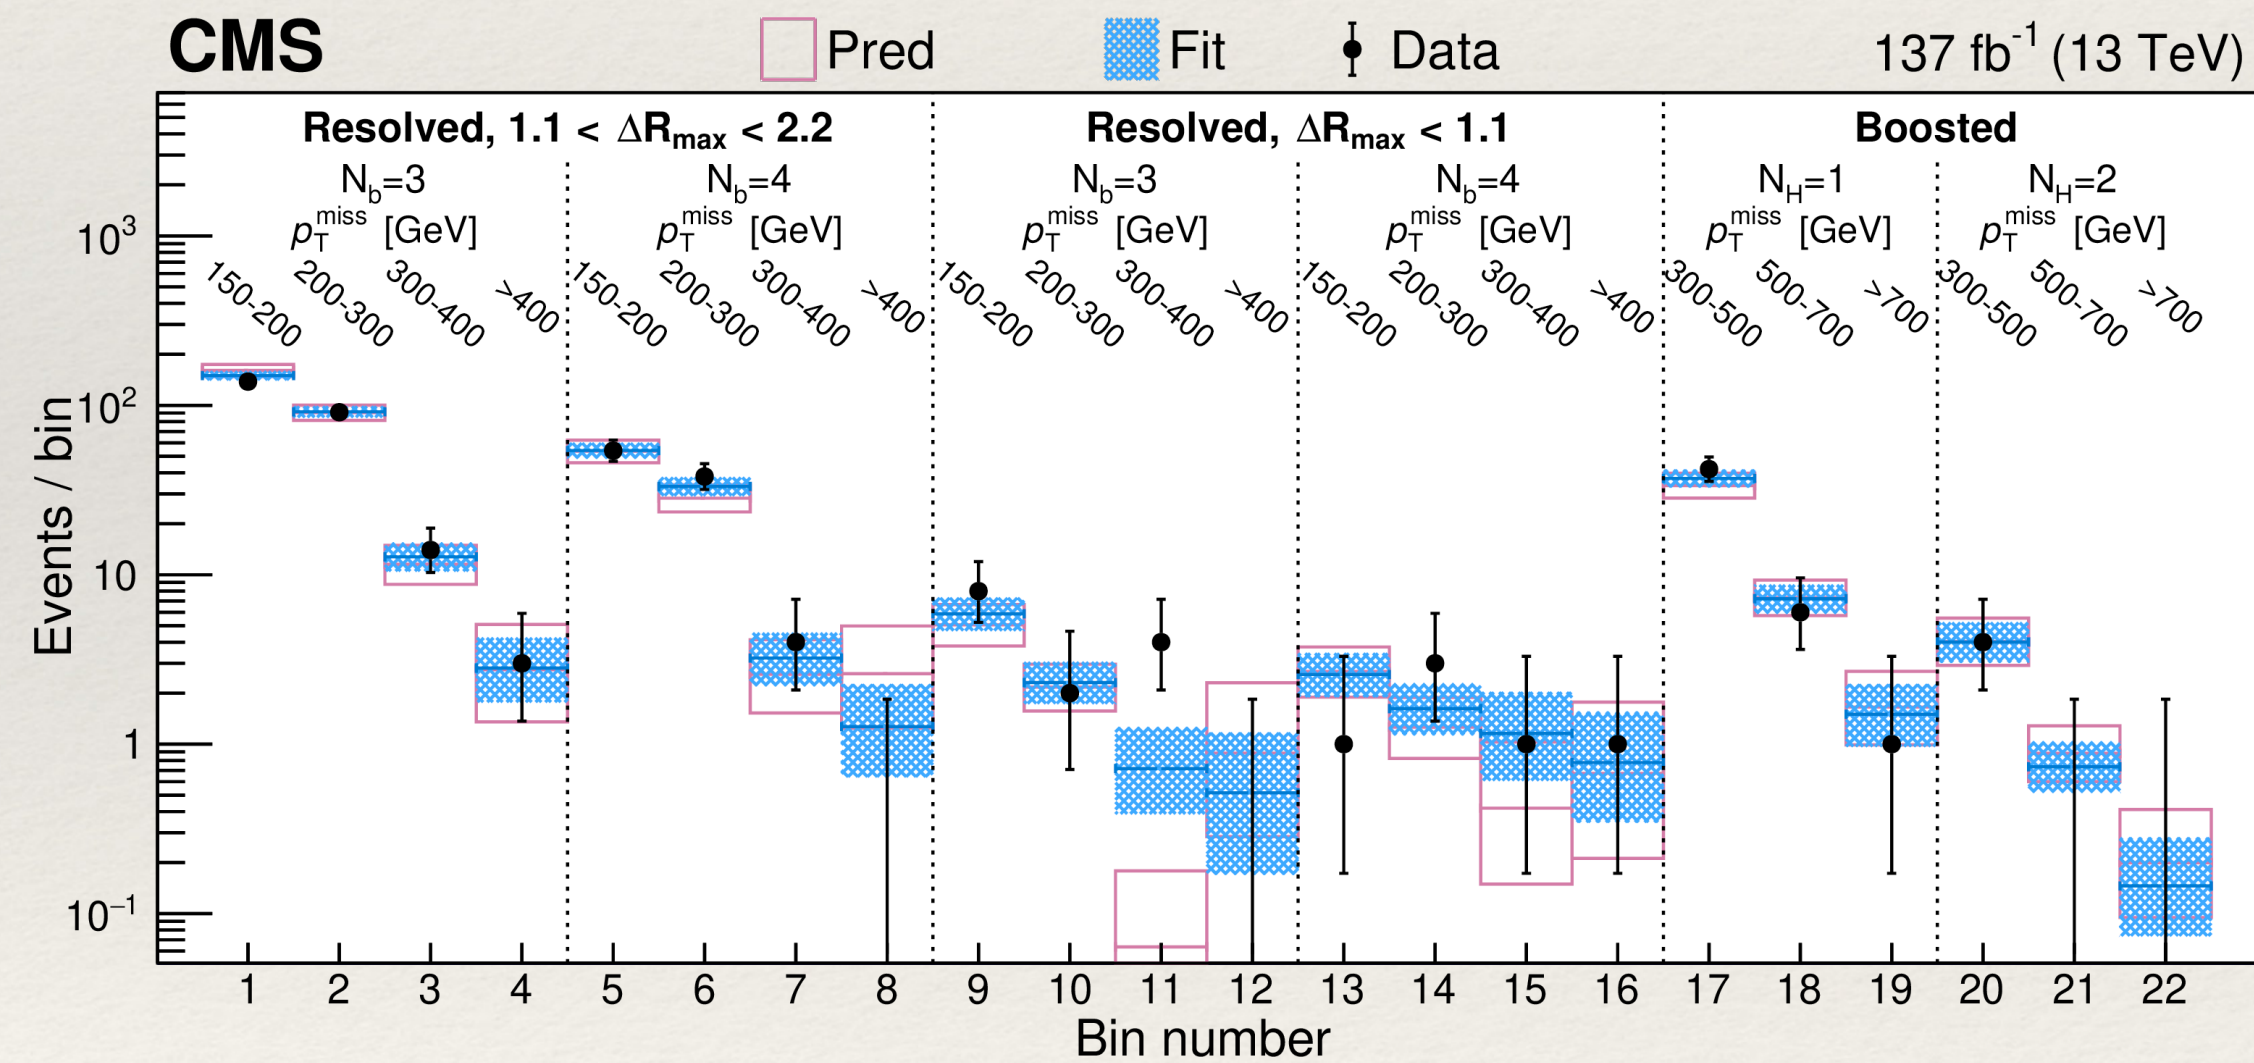 CMS Pred Fit Data 137 fb⁻¹ (13 TeV)
Resolved, 1.1 < ΔRmax < 2.2 Resolved, ΔRmax < 1.1 Boosted
Nb=3 Nb=4 Nb=3 Nb=4 NH=1 NH=2
pTmiss [GeV] pTmiss [GeV] pTmiss [GeV] pTmiss [GeV] pTmiss [GeV] pTmiss [GeV]
150-200 200-300 300-400 >400 150-200 200-300 300-400 >400 150-200 200-300 300-400 >400 150-200 200-300 300-400 >400 300-500 500-700 >700 300-500 500-700 >700
Events / bin
10³
10²
10
1
10⁻¹
1 2 3 4 5 6 7 8 9 10 11 12 13 14 15 16 17 18 19 20 21 22
Bin number